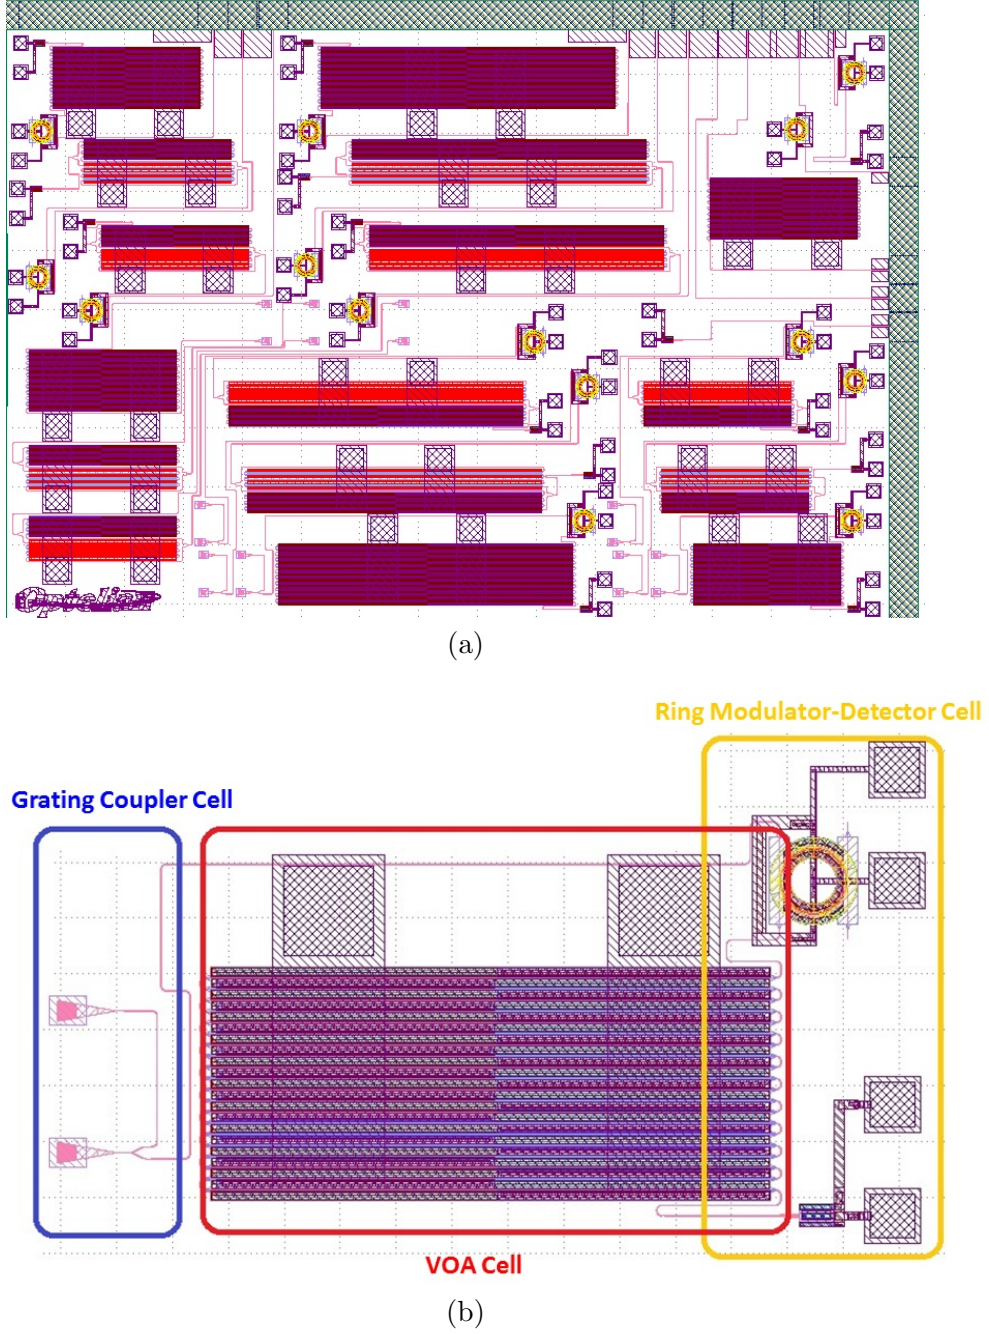 (a)
Ring Modulator-Detector Cell
Grating Coupler Cell
VOA Cell
(b)